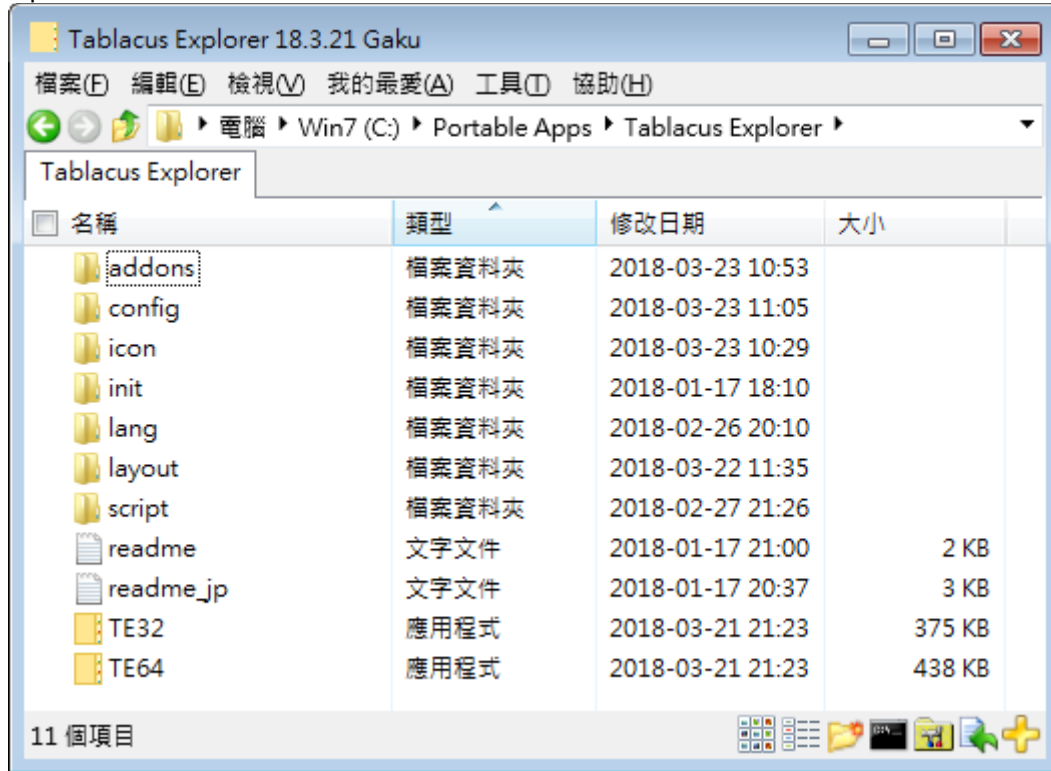 Tablacus Explorer 18.3.21 Gaku
檔案(F) 編輯(E) 檢視(V) 我的最愛(A) 工具(T) 協助(H)
電腦 Win7 (C:) Portable Apps Tablacus Explorer
Tablacus Explorer
名稱 類型 修改日期 大小
addons 檔案資料夾 2018-03-23 10:53
config 檔案資料夾 2018-03-23 11:05
icon 檔案資料夾 2018-03-23 10:29
init 檔案資料夾 2018-01-17 18:10
lang 檔案資料夾 2018-02-26 20:10
layout 檔案資料夾 2018-03-22 11:35
script 檔案資料夾 2018-02-27 21:26
readme 文字文件 2018-01-17 21:00 2 KB
readme_jp 文字文件 2018-01-17 20:37 3 KB
TE32 應用程式 2018-03-21 21:23 375 KB
TE64 應用程式 2018-03-21 21:23 438 KB
11 個項目